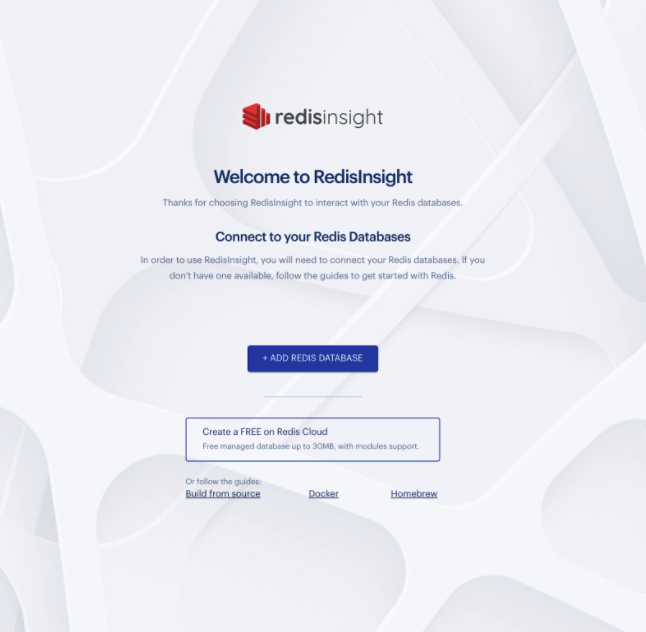 redisinsight
Welcome to RedisInsight
Thanks for choosing RedisInsight to interact with your Redis databases.
Connect to your Redis Databases
In order to use RedisInsight, you will need to connect your Redis databases. If you
don't have one available, follow the guides to get started with Redis.
+ ADD REDIS DATABASE
Create a FREE on Redis Cloud
Free managed database up to 30MB, with modules support.
Or follow the guides:
Build from source Docker Homebrew